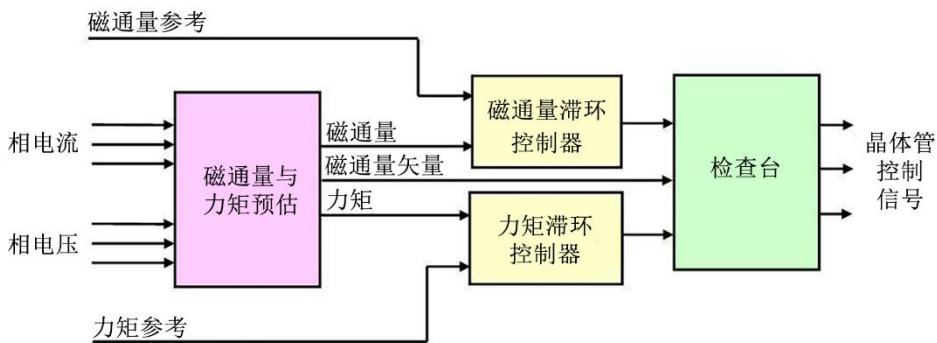 磁通量参考
相电流
相电压
磁通量与
力矩预估
磁通量
磁通量矢量
力矩
磁通量滞环
控制器
力矩滞环
控制器
检查台
晶体管
控制
信号
力矩参考